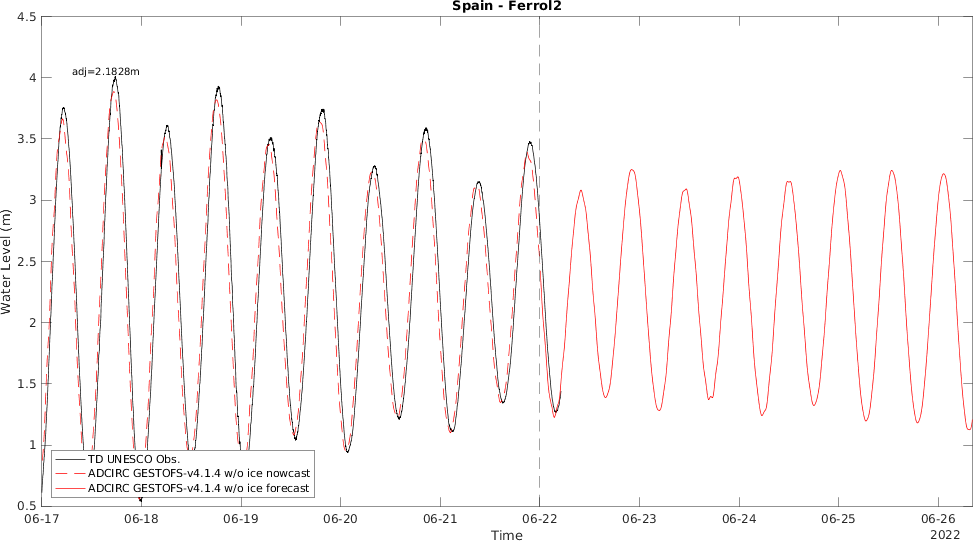 Spain - Ferrol2
4.5
4
3.5
3
2.5
2
1.5
1
0.5
Water Level (m)
adj=2.1828m
TD UNESCO Obs.
ADCIRC GESTOFS-v4.1.4 w/o ice nowcast
ADCIRC GESTOFS-v4.1.4 w/o ice forecast
06-17 06-18 06-19 06-20 06-21 06-22 06-23 06-24 06-25 06-26
Time
2022